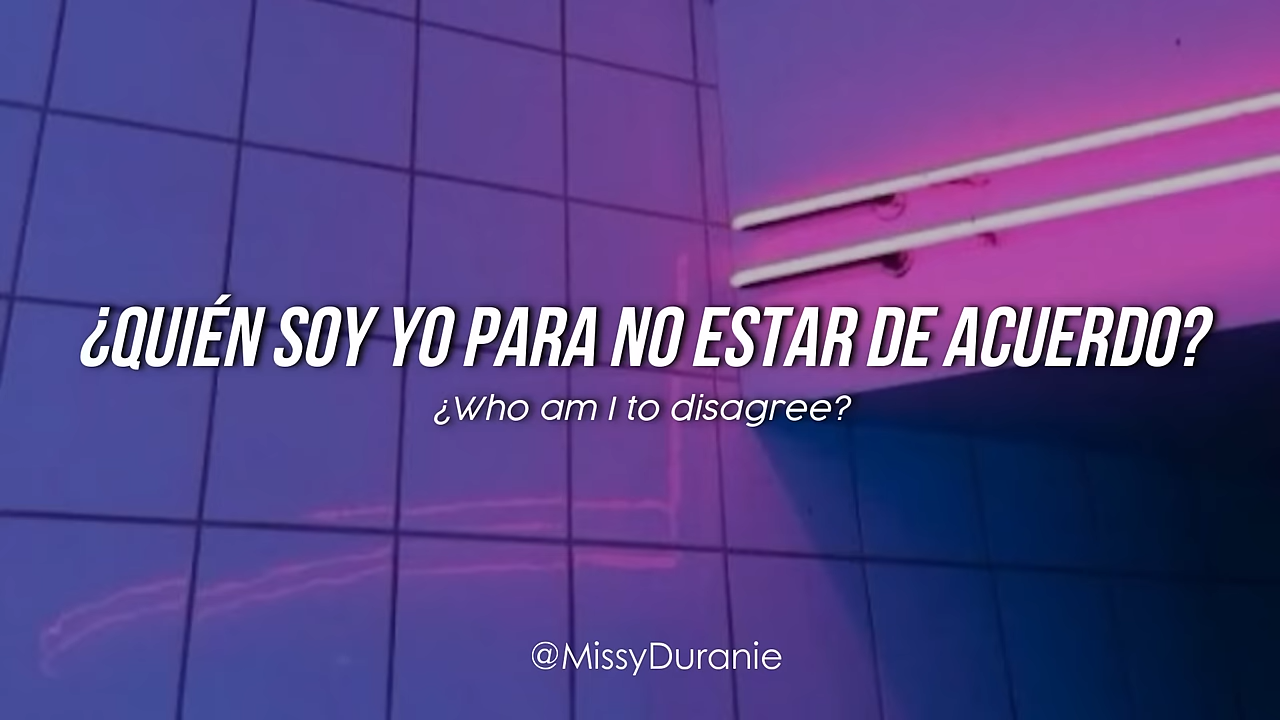 ¿QUIÉN SOY YO PARA NO ESTAR DE ACUERDO?
¿Who am I to disagree?
@MissyDuranie